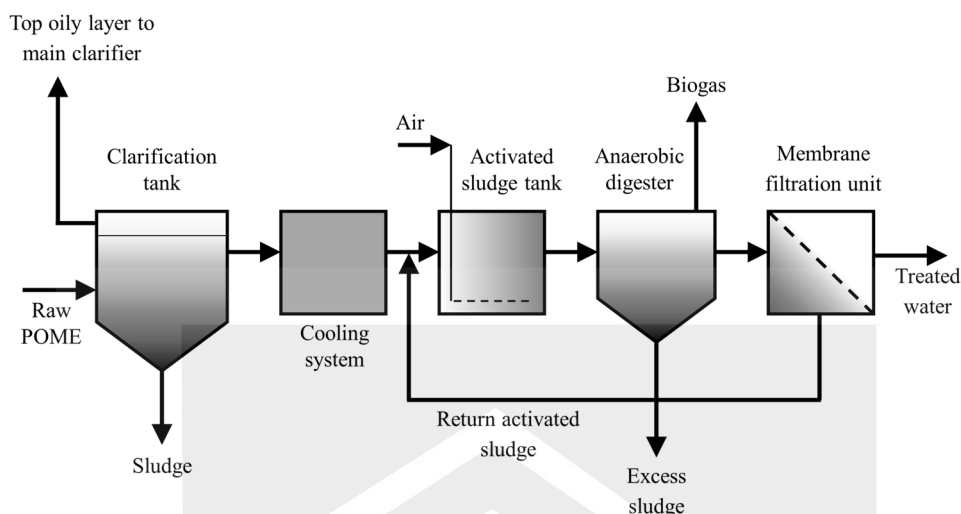 Top oily layer to
main clarifier
Biogas
Air
Clarification
tank
Activated
sludge tank
Anaerobic
digester
Membrane
filtration unit
Raw
POME
Cooling
system
Treated
water
Return activated
sludge
Sludge
Excess
sludge